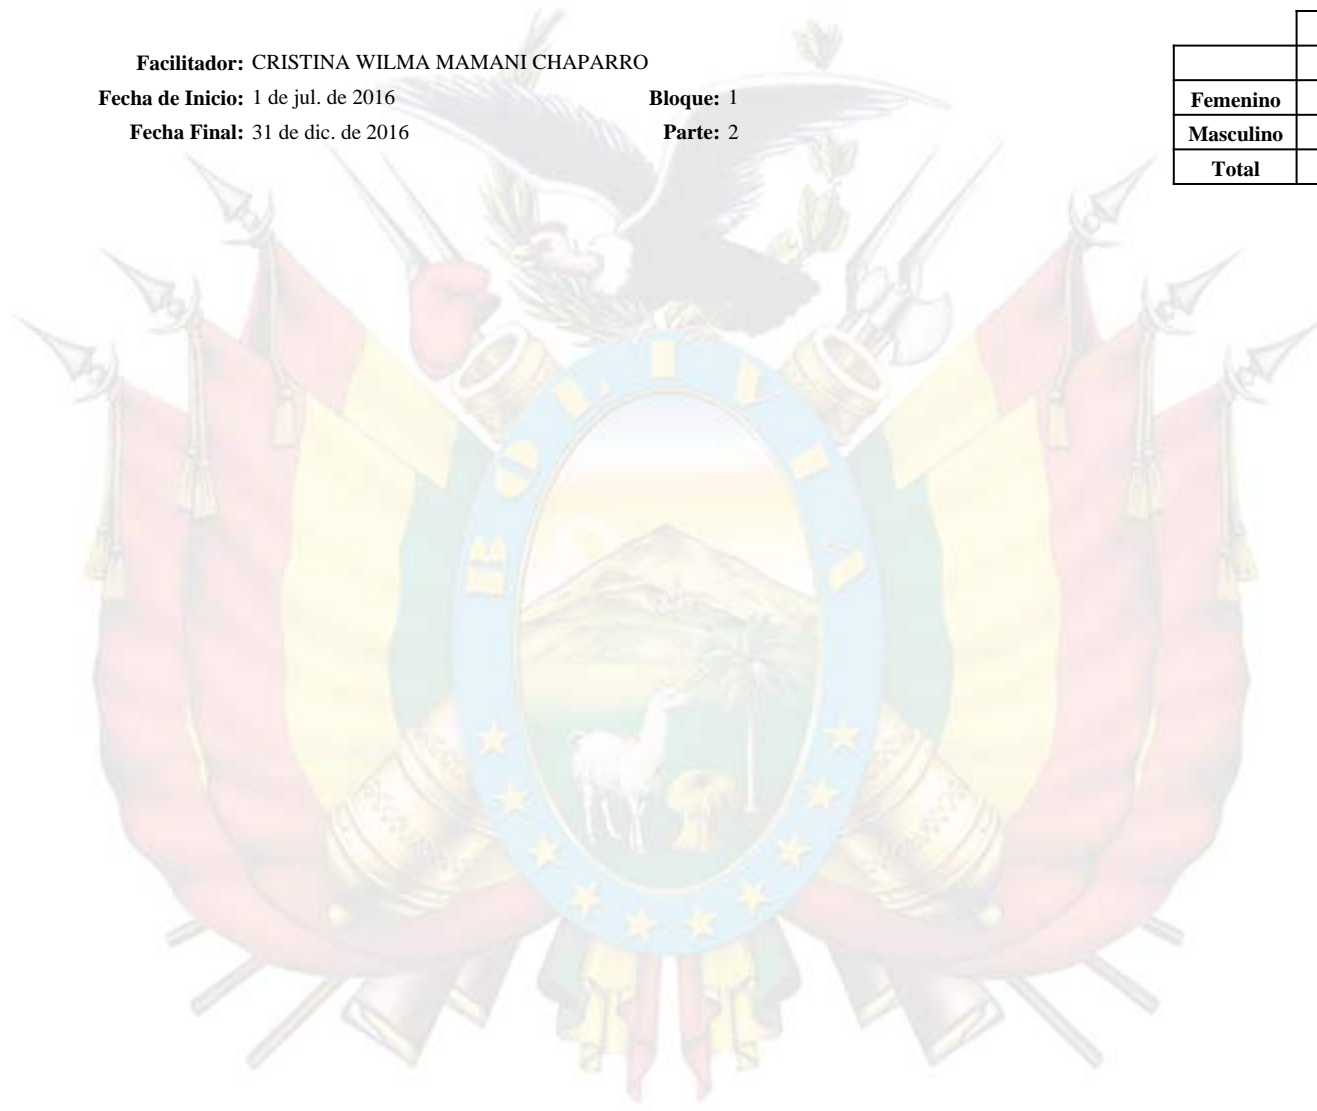 Facilitador: CRISTINA WILMA MAMANI CHAPARRO
Fecha de Inicio: 1 de jul. de 2016 Bloque: 1
Fecha Final: 31 de dic. de 2016 Parte: 2
Femenino
Masculino
Total
BOLIVIA